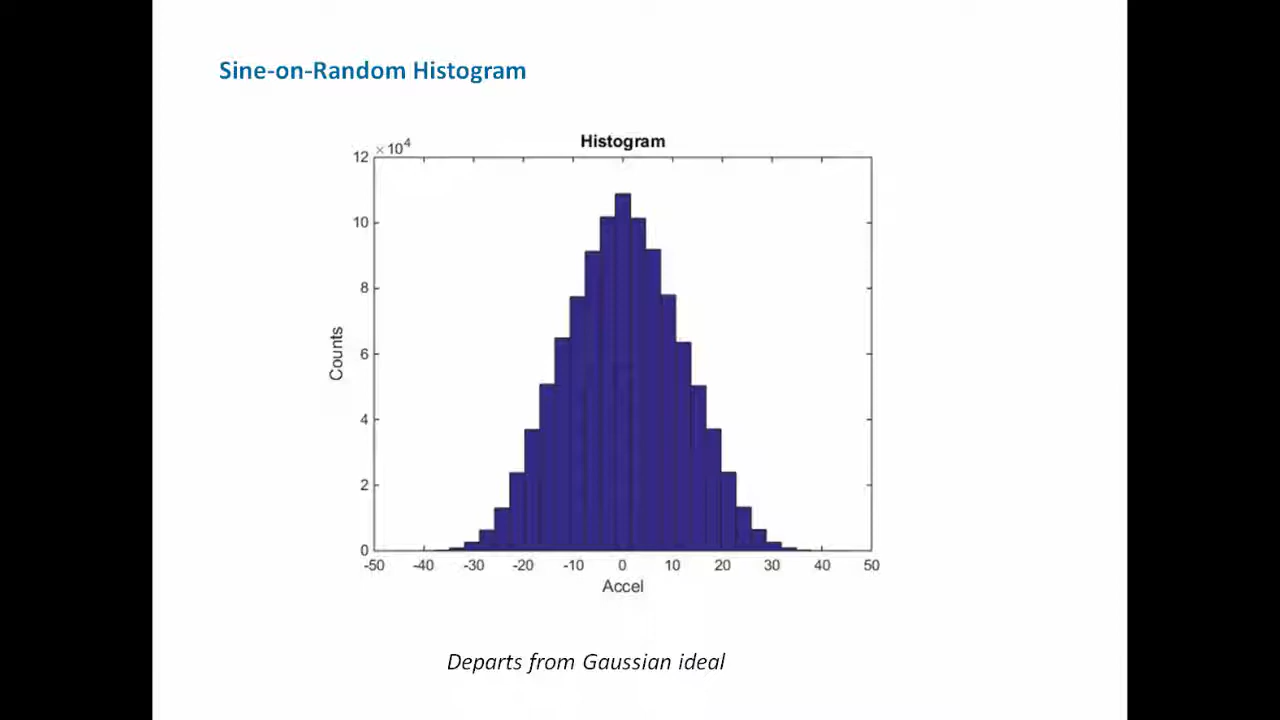 Sine-on-Random Histogram
Histogram
×10⁴
12
10
8
6
4
2
0
Counts
-50 -40 -30 -20 -10 0 10 20 30 40 50
Accel
Departs from Gaussian ideal